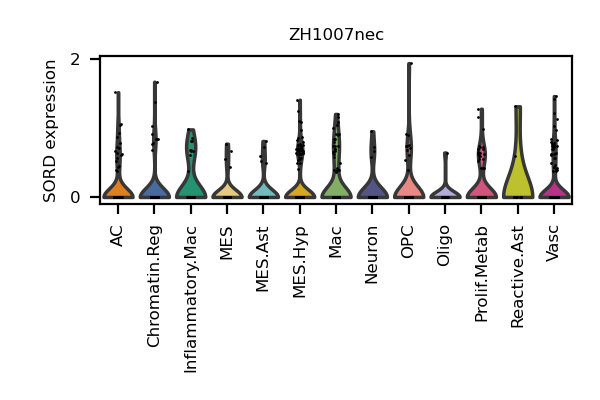 ZH1007nec
SORD expression
2
0
AC
Chromatin.Reg
Inflammatory.Mac
MES
MES.Ast
MES.Hyp
Mac
Neuron
OPC
Oligo
Prolif.Metab
Reactive.Ast
Vasc